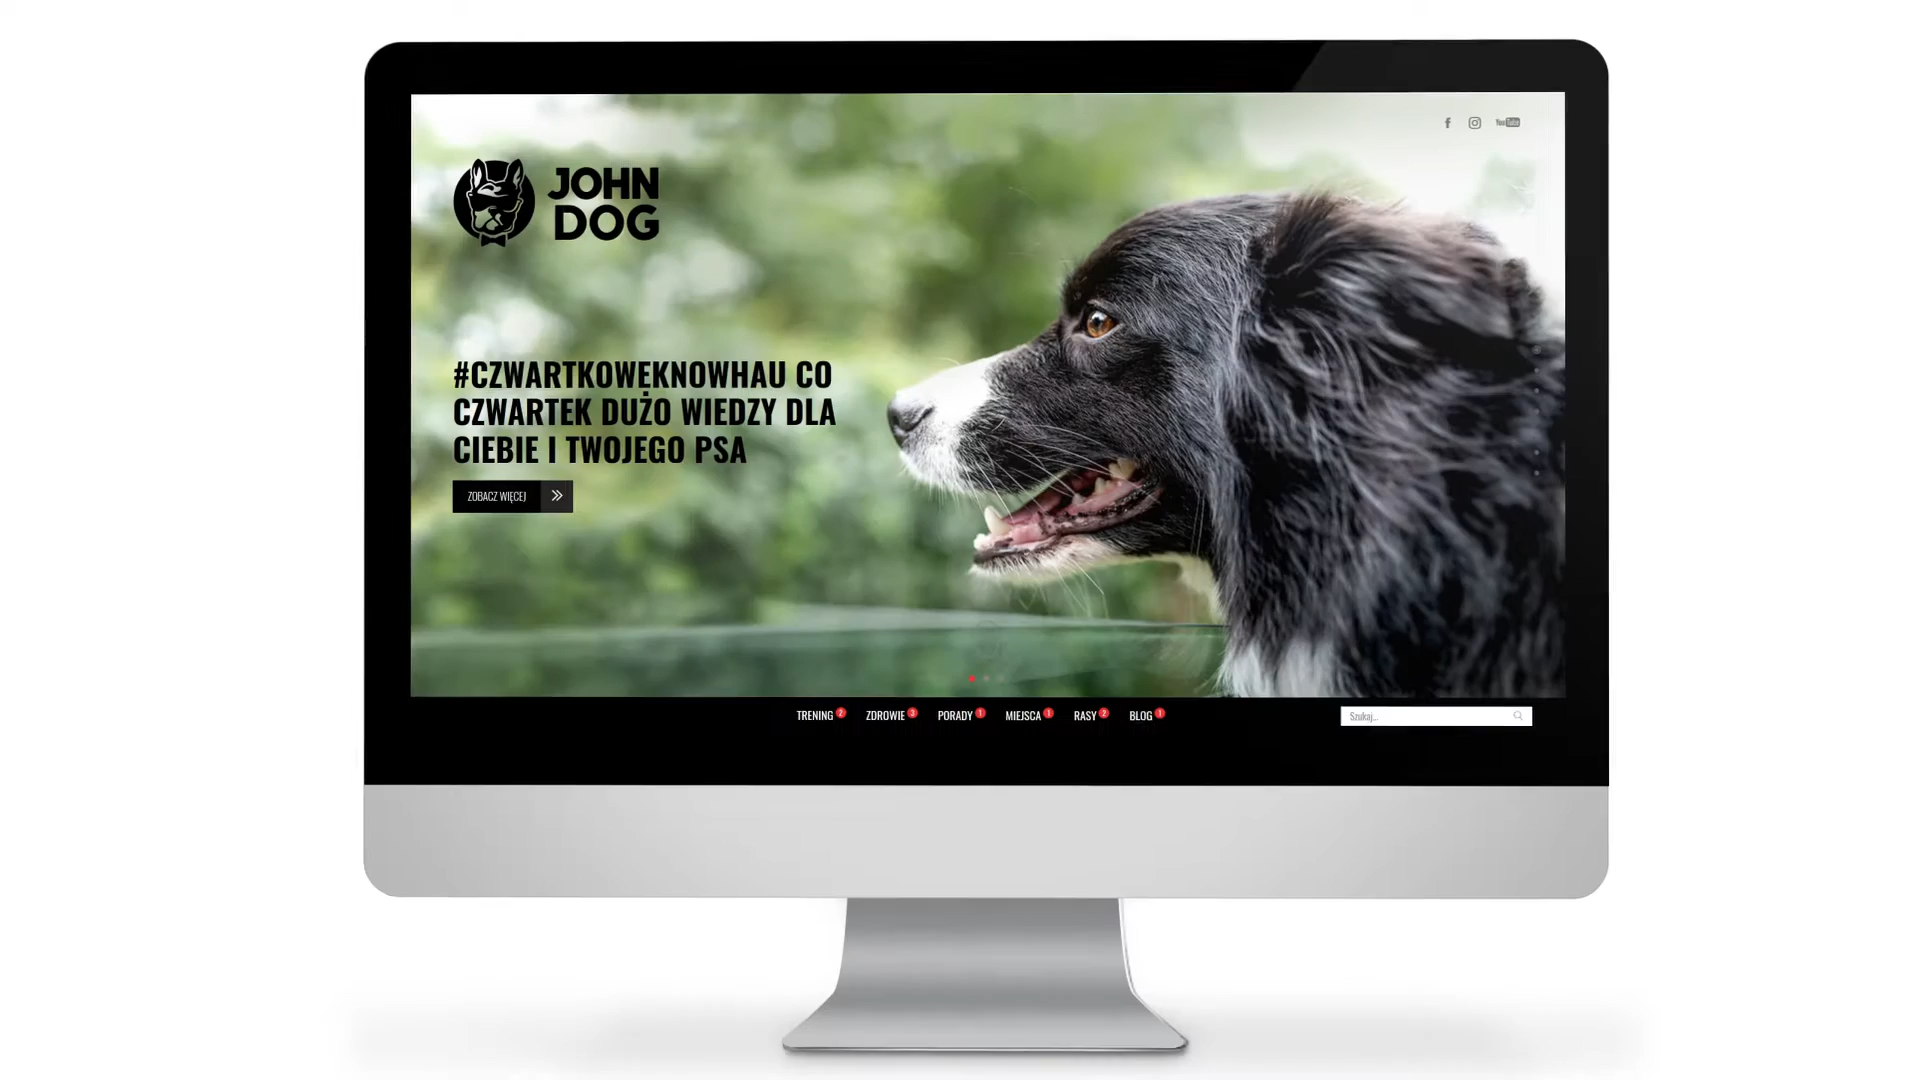 f
YouTube
JOHN
DOG
#CZWARTKOWEKNOWHAU CO
CZWARTEK DUŻO WIEDZY DLA
CIEBIE I TWOJEGO PSA
ZOBACZ WIĘCEJ
TRENING 2 ZDROWIE 3 PORADY 1 MIEJSCA 1 RASY 2 BLOG 1
Szukaj...